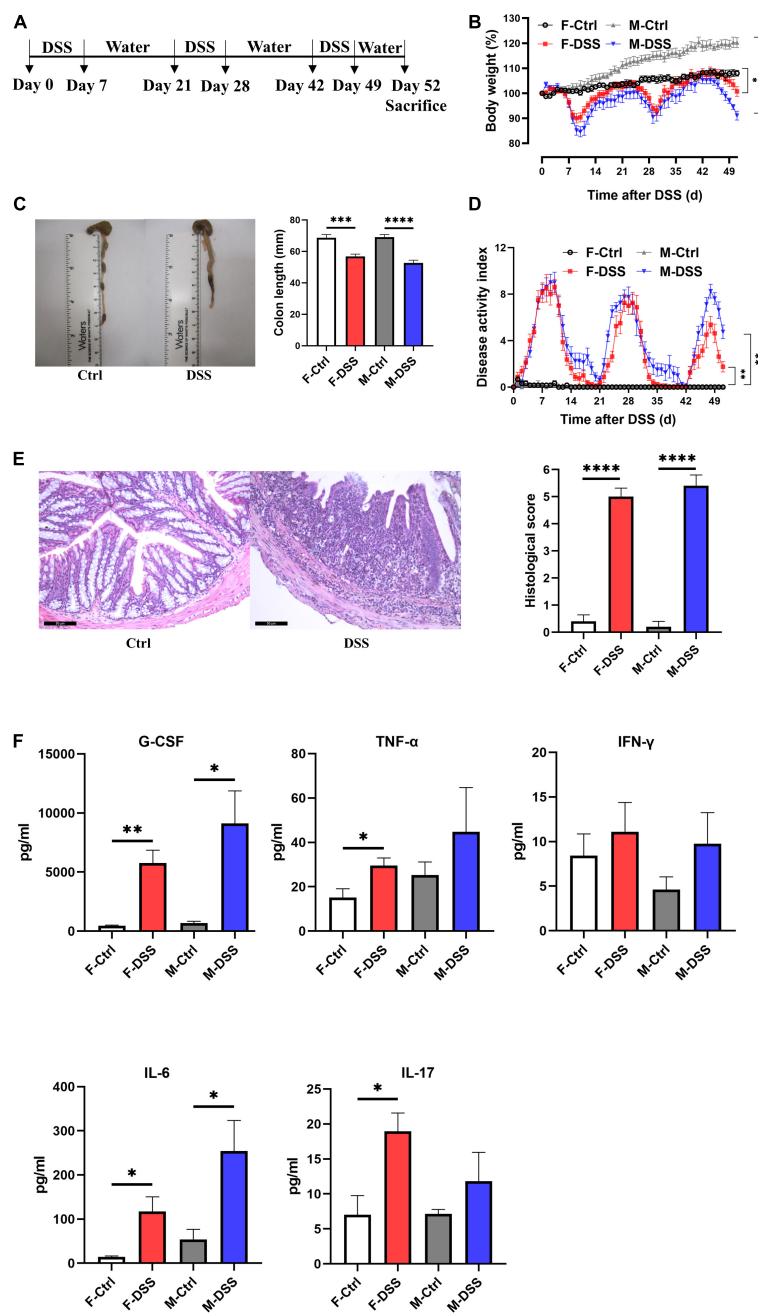 A
DSS Water DSS Water DSS Water
Day 0 Day 7 Day 21 Day 28 Day 42 Day 49 Day 52
Sacrifice
B
F-Ctrl M-Ctrl
F-DSS M-DSS
Body weight (%)
130
120
110
100
90
80
*
0 7 14 21 28 35 42 49
Time after DSS (d)
C
Waters
Ctrl
Waters
DSS
Colon length (mm)
80
60
40
20
0
*** ****
F-Ctrl F-DSS M-Ctrl M-DSS
D
F-Ctrl M-Ctrl
F-DSS M-DSS
Disease activity index
12
8
4
0
** **
0 7 14 21 28 35 42 49
Time after DSS (d)
E
Ctrl
DSS
Histological score
6
5
4
3
2
1
0
**** ****
F-Ctrl F-DSS M-Ctrl M-DSS
F
G-CSF
pg/ml
15000
10000
5000
0
** *
F-Ctrl F-DSS M-Ctrl M-DSS
TNF-α
pg/ml
80
60
40
20
0
*
F-Ctrl F-DSS M-Ctrl M-DSS
IFN-γ
pg/ml
20
15
10
5
0
F-Ctrl F-DSS M-Ctrl M-DSS
IL-6
pg/ml
400
300
200
100
0
* *
F-Ctrl F-DSS M-Ctrl M-DSS
IL-17
pg/ml
25
20
15
10
5
0
*
F-Ctrl F-DSS M-Ctrl M-DSS